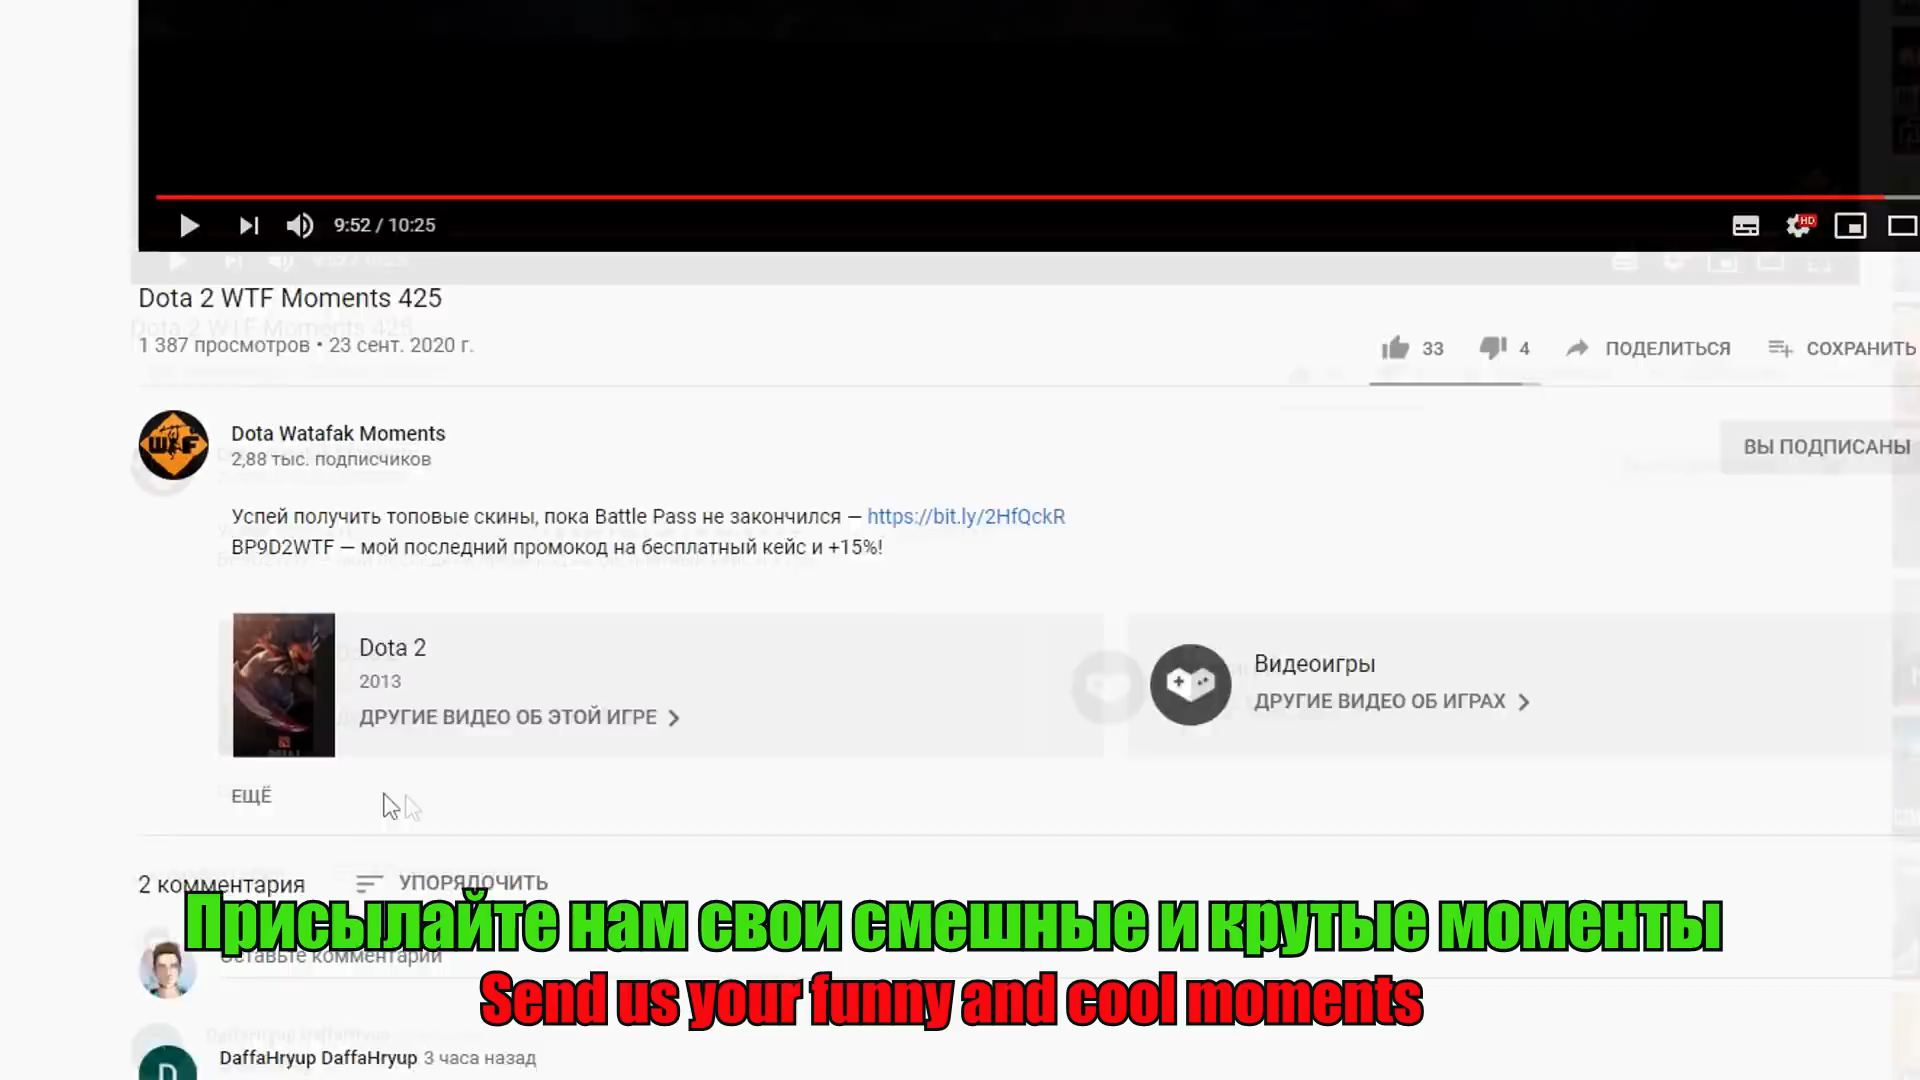 9:52 / 10:25
HD
Dota 2 WTF Moments 425
1 387 просмотров • 23 сент. 2020 г.
33
4
ПОДЕЛИТЬСЯ
СОХРАНИТЬ
WTF
Dota Watafak Moments
2,88 тыс. подписчиков
ВЫ ПОДПИСАНЫ
Успей получить топовые скины, пока Battle Pass не закончился — https://bit.ly/2HfQckR
BP9D2WTF — мой последний промокод на бесплатный кейс и +15%!
Dota 2
2013
ДРУГИЕ ВИДЕО ОБ ЭТОЙ ИГРЕ
Видеоигры
ДРУГИЕ ВИДЕО ОБ ИГРАХ
ЕЩЁ
2 комментария
УПОРЯДОЧИТЬ
Присылайте нам свои смешные и крутые моменты
Оставьте комментарий
Send us your funny and cool moments
D
DaffaHryup DaffaHryup 3 часа назад